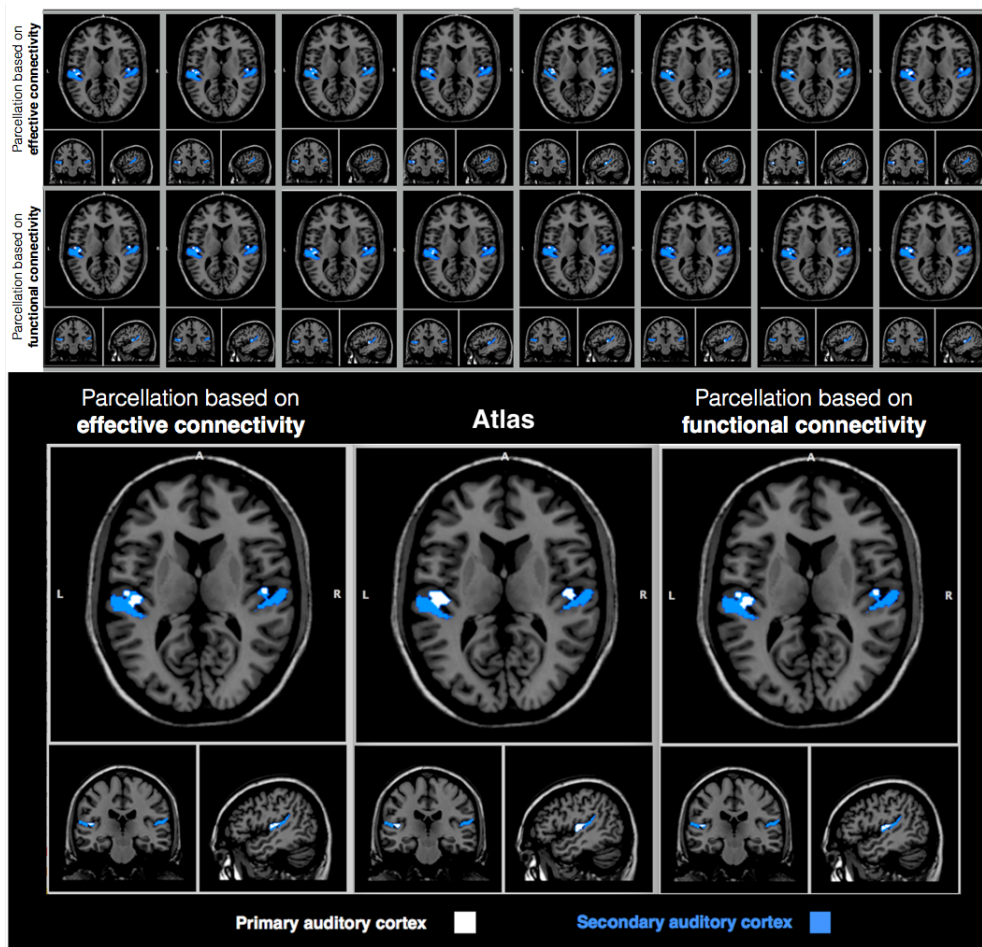 Parcellation based on
effective connectivity
Parcellation based on
functional connectivity
Parcellation based on
effective connectivity
Atlas
Parcellation based on
functional connectivity
A
L
R
A
L
R
A
L
R
Primary auditory cortex
Secondary auditory cortex